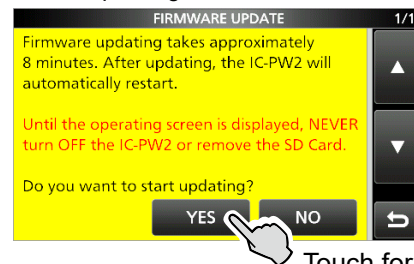 FIRMWARE UPDATE 1/1
Firmware updating takes approximately
8 minutes. After updating, the IC-PW2 will
automatically restart.
Until the operating screen is displayed, NEVER
turn OFF the IC-PW2 or remove the SD Card.
Do you want to start updating?
YES NO
Touch for